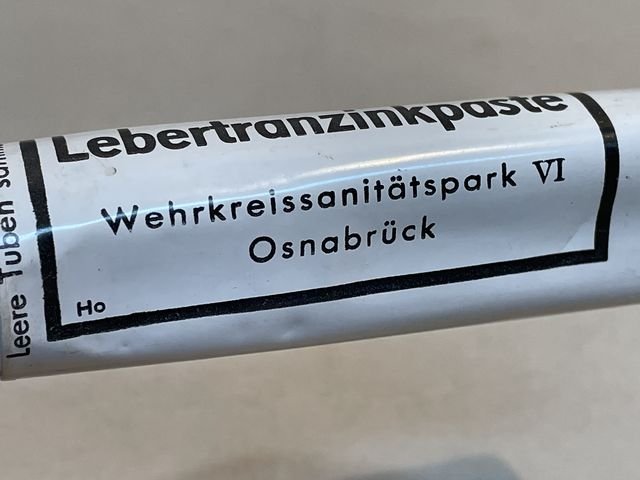 Lebertranzinkpaste
Wehrkreissanitätspark VI
Osnabrück
Ho
Leere Tuben